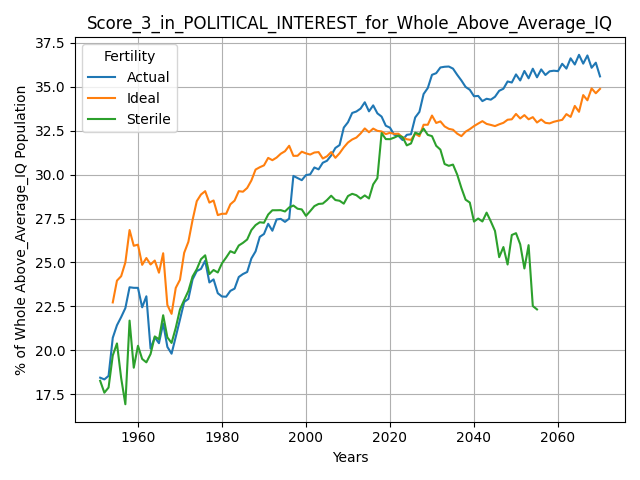 Score_3_in_POLITICAL_INTEREST_for_Whole_Above_Average_IQ
Fertility
Actual
Ideal
Sterile
% of Whole Above_Average_IQ Population
37.5
35.0
32.5
30.0
27.5
25.0
22.5
20.0
17.5
1960 1980 2000 2020 2040 2060
Years